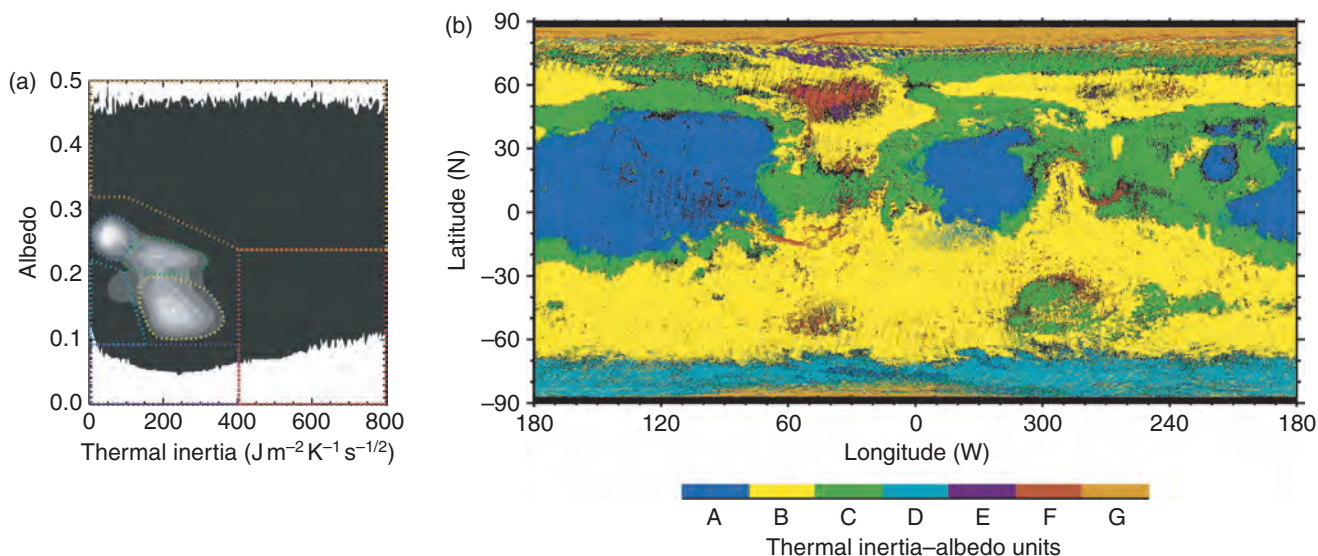 (a)
Albedo
0.5
0.4
0.3
0.2
0.1
0.0
0 200 400 600 800
Thermal inertia (J m−2 K−1 s−1/2)
(b)
Latitude (N)
90
60
30
0
−30
−60
−90
180 120 60 0 300 240 180
Longitude (W)
A B C D E F G
Thermal inertia–albedo units